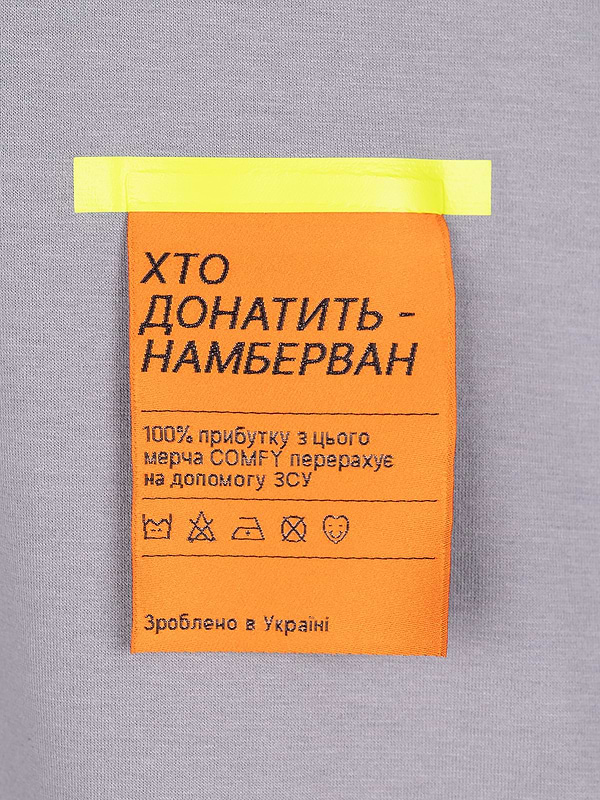 ХТО
ДОНАТИТЬ -
НАМБЕРВАН
100% прибутку з цього
мерча COMFY перерахує
на допомогу ЗСУ
Зроблено в Україні